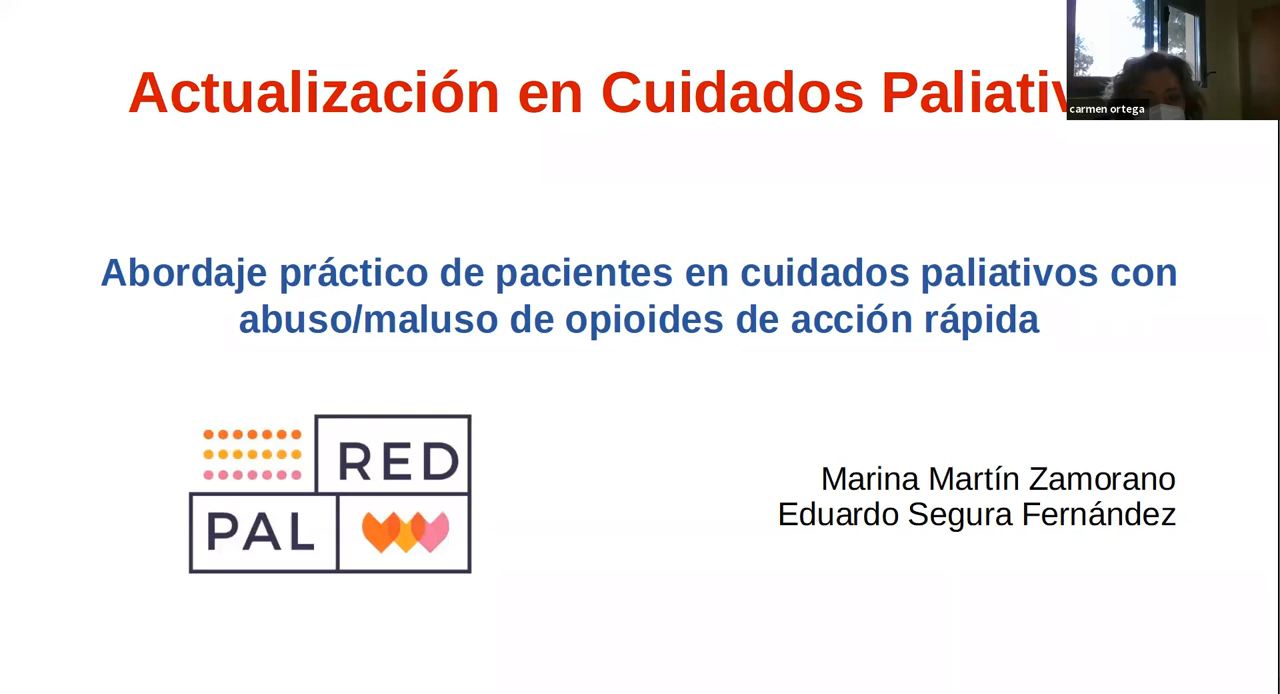 Actualización en Cuidados Paliativ
carmen ortega
Abordaje práctico de pacientes en cuidados paliativos con
abuso/maluso de opioides de acción rápida
RED
PAL
Marina Martín Zamorano
Eduardo Segura Fernández